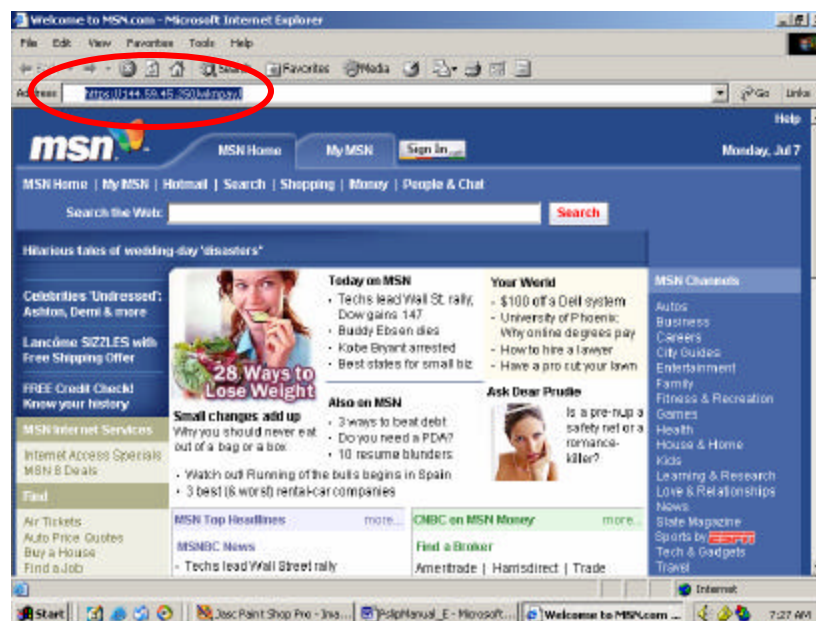 Welcome to MSN.com - Microsoft Internet Explorer
File Edit View Favorites Tools Help
Search Favorites Media
Address https://144.59.45.250/wknpay/ Go Links
Help
msn MSN Home My MSN Sign In Monday, Jul 7
MSN Home | My MSN | Hotmail | Search | Shopping | Money | People & Chat
Search the Web: Search
Hilarious tales of wedding-day 'disasters'
Celebrities 'Undressed':
Ashton, Demi & more
Lancôme SIZZLES with
Free Shipping Offer
FREE Credit Check!
Know your history
MSN Internet Services
Internet Access Specials
MSN 8 Deals
Find
Air Tickets
Auto Price Quotes
Buy a House
Find a Job
28 Ways to
Lose Weight
Small changes add up
Why you should never eat
out of a bag or a box
- Watch out! Running of the bulls begins in Spain
- 3 best (6 worst) rental-car companies
Today on MSN
- Techs lead Wall St. rally,
Dow gains 147
- Buddy Ebsen dies
- Kobe Bryant arrested
- Best states for small biz
Also on MSN
- 3 ways to beat debt
- Do you need a PDA?
- 10 resume blunders
Your World
- $100 off a Dell system
- University of Phoenix:
Why online degrees pay
- How to hire a lawyer
- Have a pro cut your lawn
Ask Dear Prudie
Is a pre-nup a
safety net or a
romance-
killer?
MSN Top Headlines more...
MSNBC News
- Techs lead Wall Street rally
CNBC on MSN Money more...
Find a Broker
Ameritrade | Harrisdirect | Trade
MSN Channels
Autos
Business
Careers
City Guides
Entertainment
Family
Fitness & Recreation
Games
Health
House & Home
Kids
Learning & Research
Love & Relationships
News
Slate Magazine
Sports by ESPN
Tech & Gadgets
Travel
Internet
Start Jasc Paint Shop Pro - Ima... PslipManual_E - Microsoft... Welcome to MSN.com ... 7:27 AM